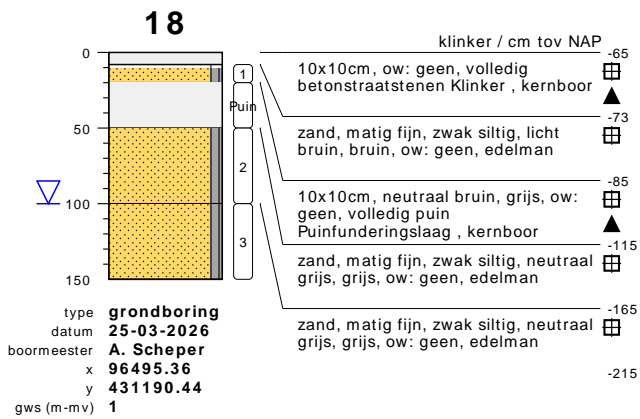 18
klinker / cm tov NAP
0
50
100
150
1
Puin
2
3
-65
10x10cm, ow: geen, volledig
betonstraatstenen Klinker , kernboor
-73
zand, matig fijn, zwak siltig, licht
bruin, bruin, ow: geen, edelman
-85
10x10cm, neutraal bruin, grijs, ow:
geen, volledig puin
Puinfunderingslaag , kernboor
-115
zand, matig fijn, zwak siltig, neutraal
grijs, grijs, ow: geen, edelman
-165
zand, matig fijn, zwak siltig, neutraal
grijs, grijs, ow: geen, edelman
-215
type grondboring
datum 25-03-2026
boormeester A. Scheper
x 96495.36
y 431190.44
gws (m-mv) 1